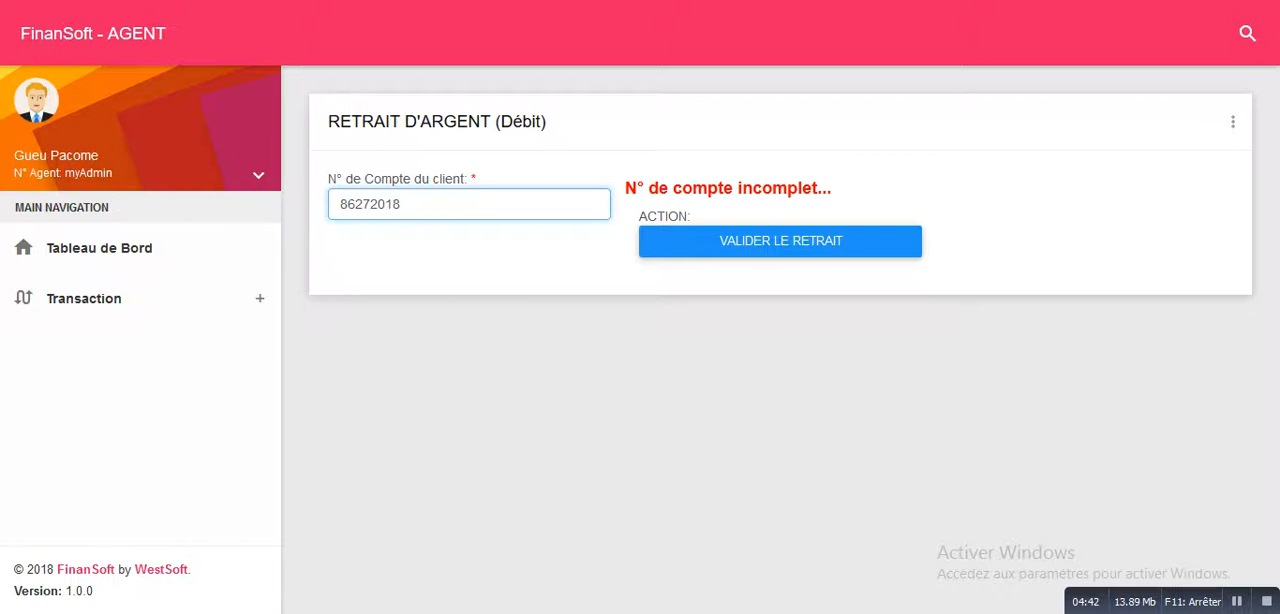 FinanSoft - AGENT
Gueu Pacome
N° Agent: myAdmin
MAIN NAVIGATION
Tableau de Bord
Transaction
© 2018 FinanSoft by WestSoft.
Version: 1.0.0
RETRAIT D'ARGENT (Débit)
N° de Compte du client: *
86272018
N° de compte incomplet...
ACTION:
VALIDER LE RETRAIT
Activer Windows
Accédez aux paramètres pour activer Windows.
04:42 13.89 Mb F11: Arrêter